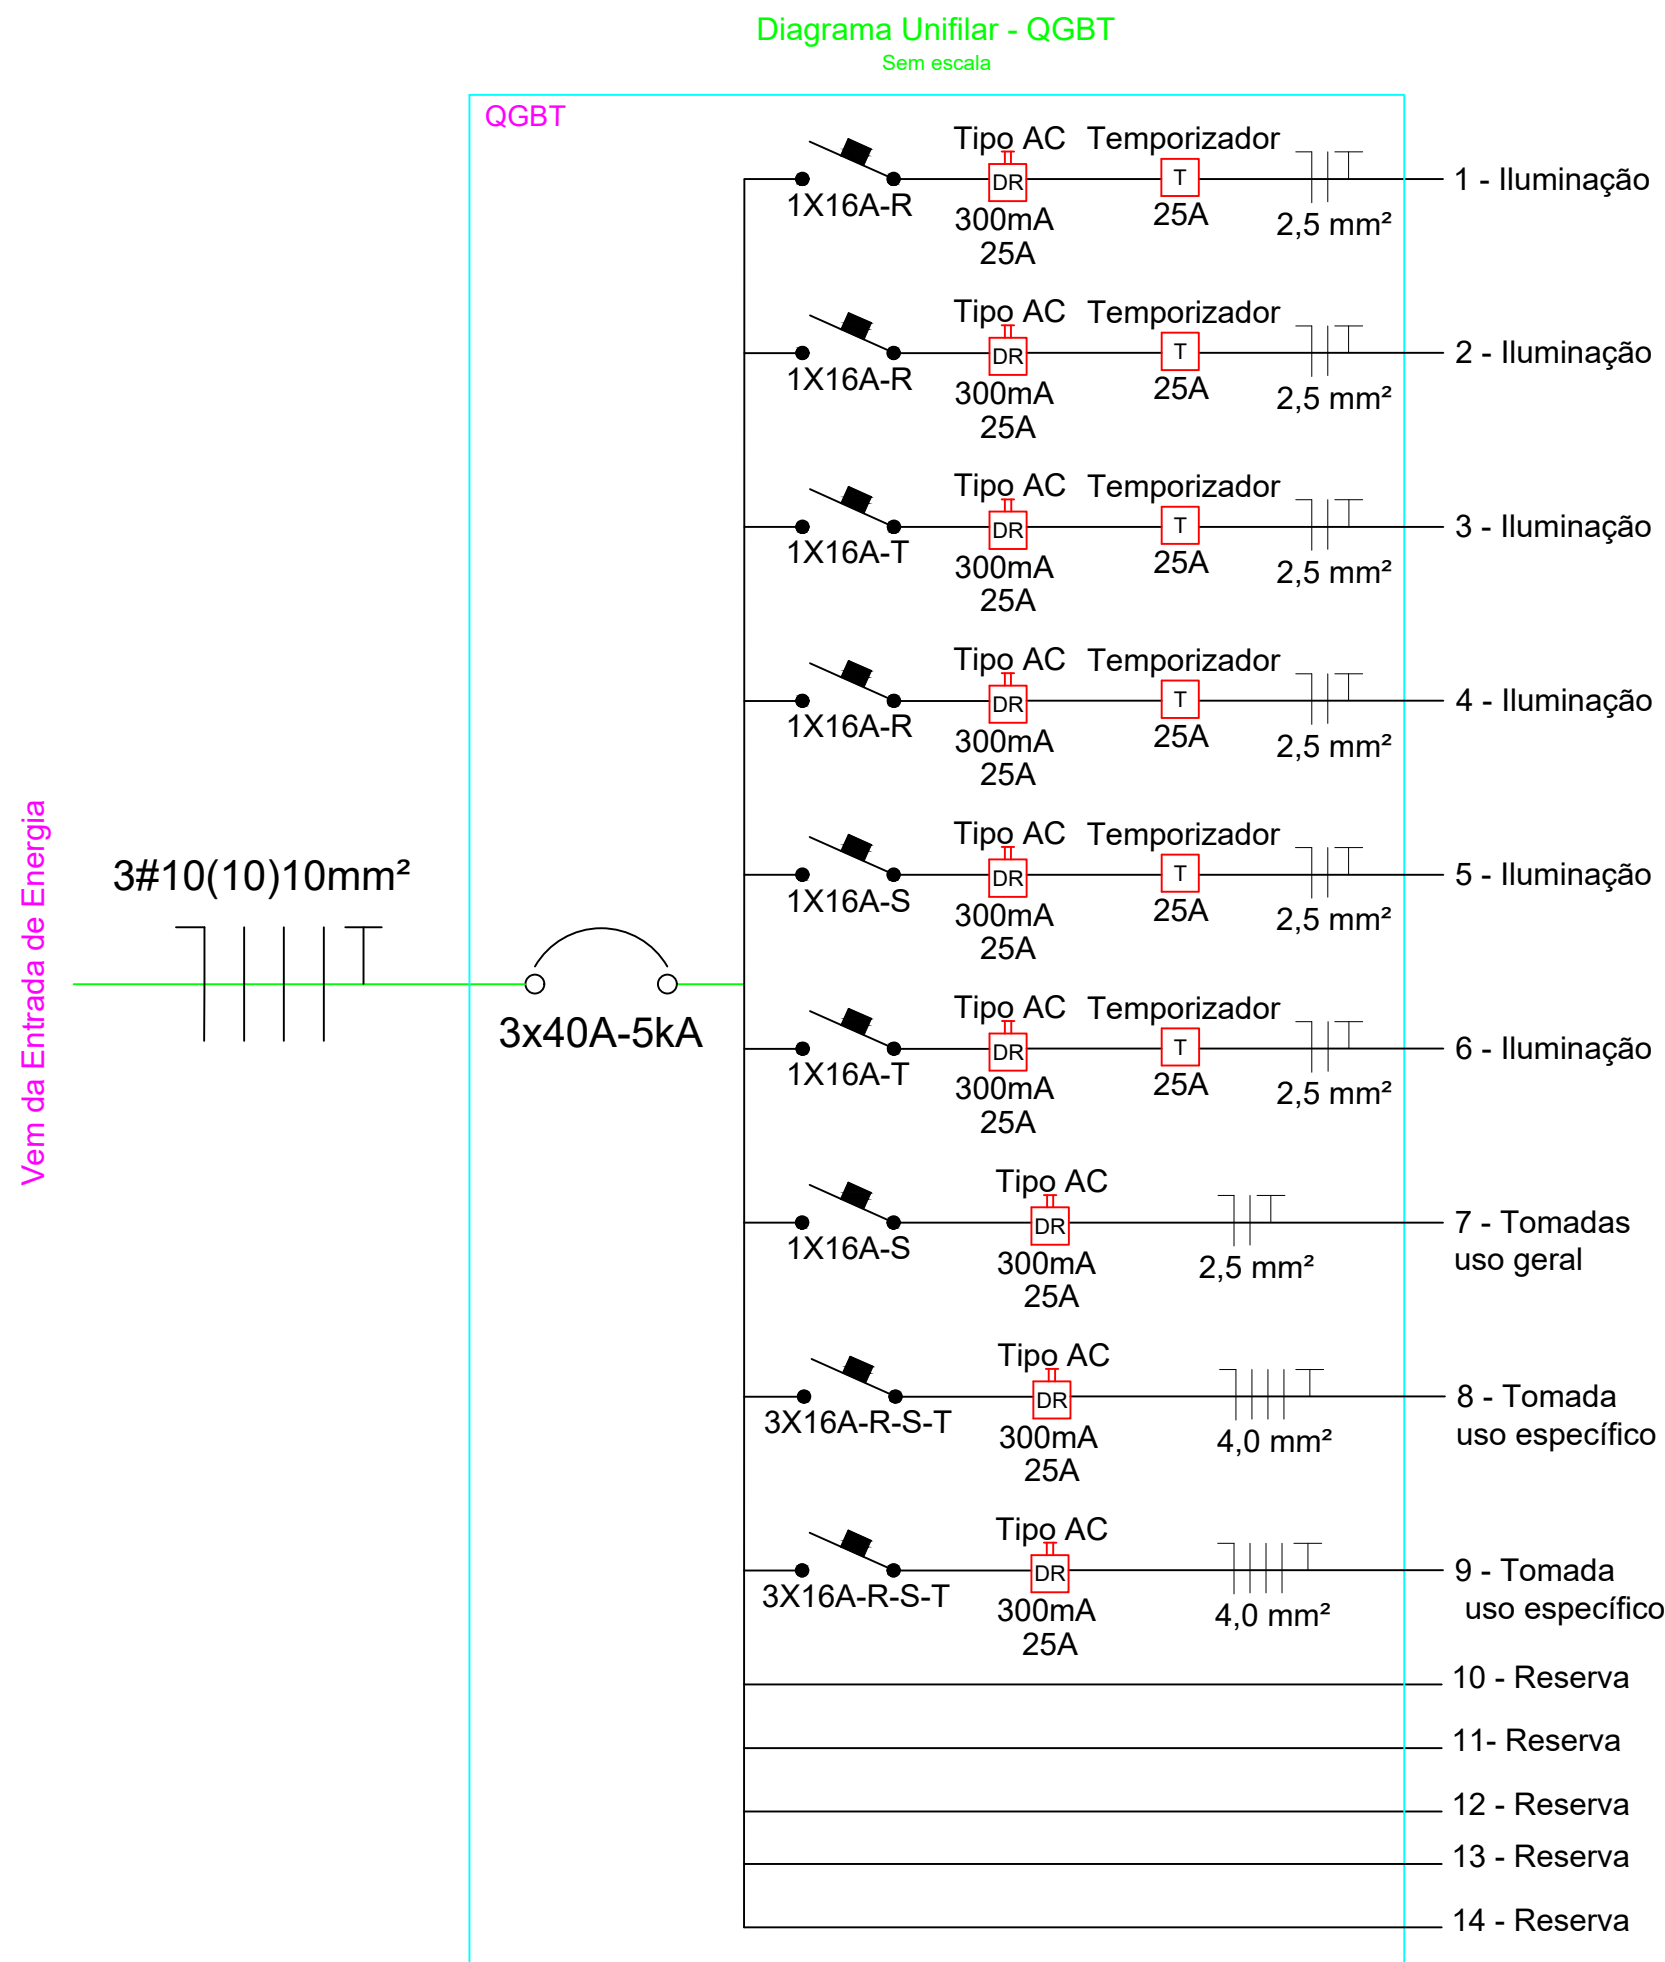 Diagrama Unifilar - QGBT
Sem escala
QGBT
Vem da Entrada de Energia
3#10(10)10mm²
3x40A-5kA
Tipo AC Temporizador
DR T
1X16A-R 300mA 25A 2,5 mm² 1 - Iluminação
25A
Tipo AC Temporizador
DR T
1X16A-R 300mA 25A 2,5 mm² 2 - Iluminação
25A
Tipo AC Temporizador
DR T
1X16A-T 300mA 25A 2,5 mm² 3 - Iluminação
25A
Tipo AC Temporizador
DR T
1X16A-R 300mA 25A 2,5 mm² 4 - Iluminação
25A
Tipo AC Temporizador
DR T
1X16A-S 300mA 25A 2,5 mm² 5 - Iluminação
25A
Tipo AC Temporizador
DR T
1X16A-T 300mA 25A 2,5 mm² 6 - Iluminação
25A
Tipo AC
DR 7 - Tomadas
1X16A-S 300mA 2,5 mm² uso geral
25A
Tipo AC
DR 8 - Tomada
3X16A-R-S-T 300mA 4,0 mm² uso específico
25A
Tipo AC
DR 9 - Tomada
3X16A-R-S-T 300mA 4,0 mm² uso específico
25A
10 - Reserva
11- Reserva
12 - Reserva
13 - Reserva
14 - Reserva